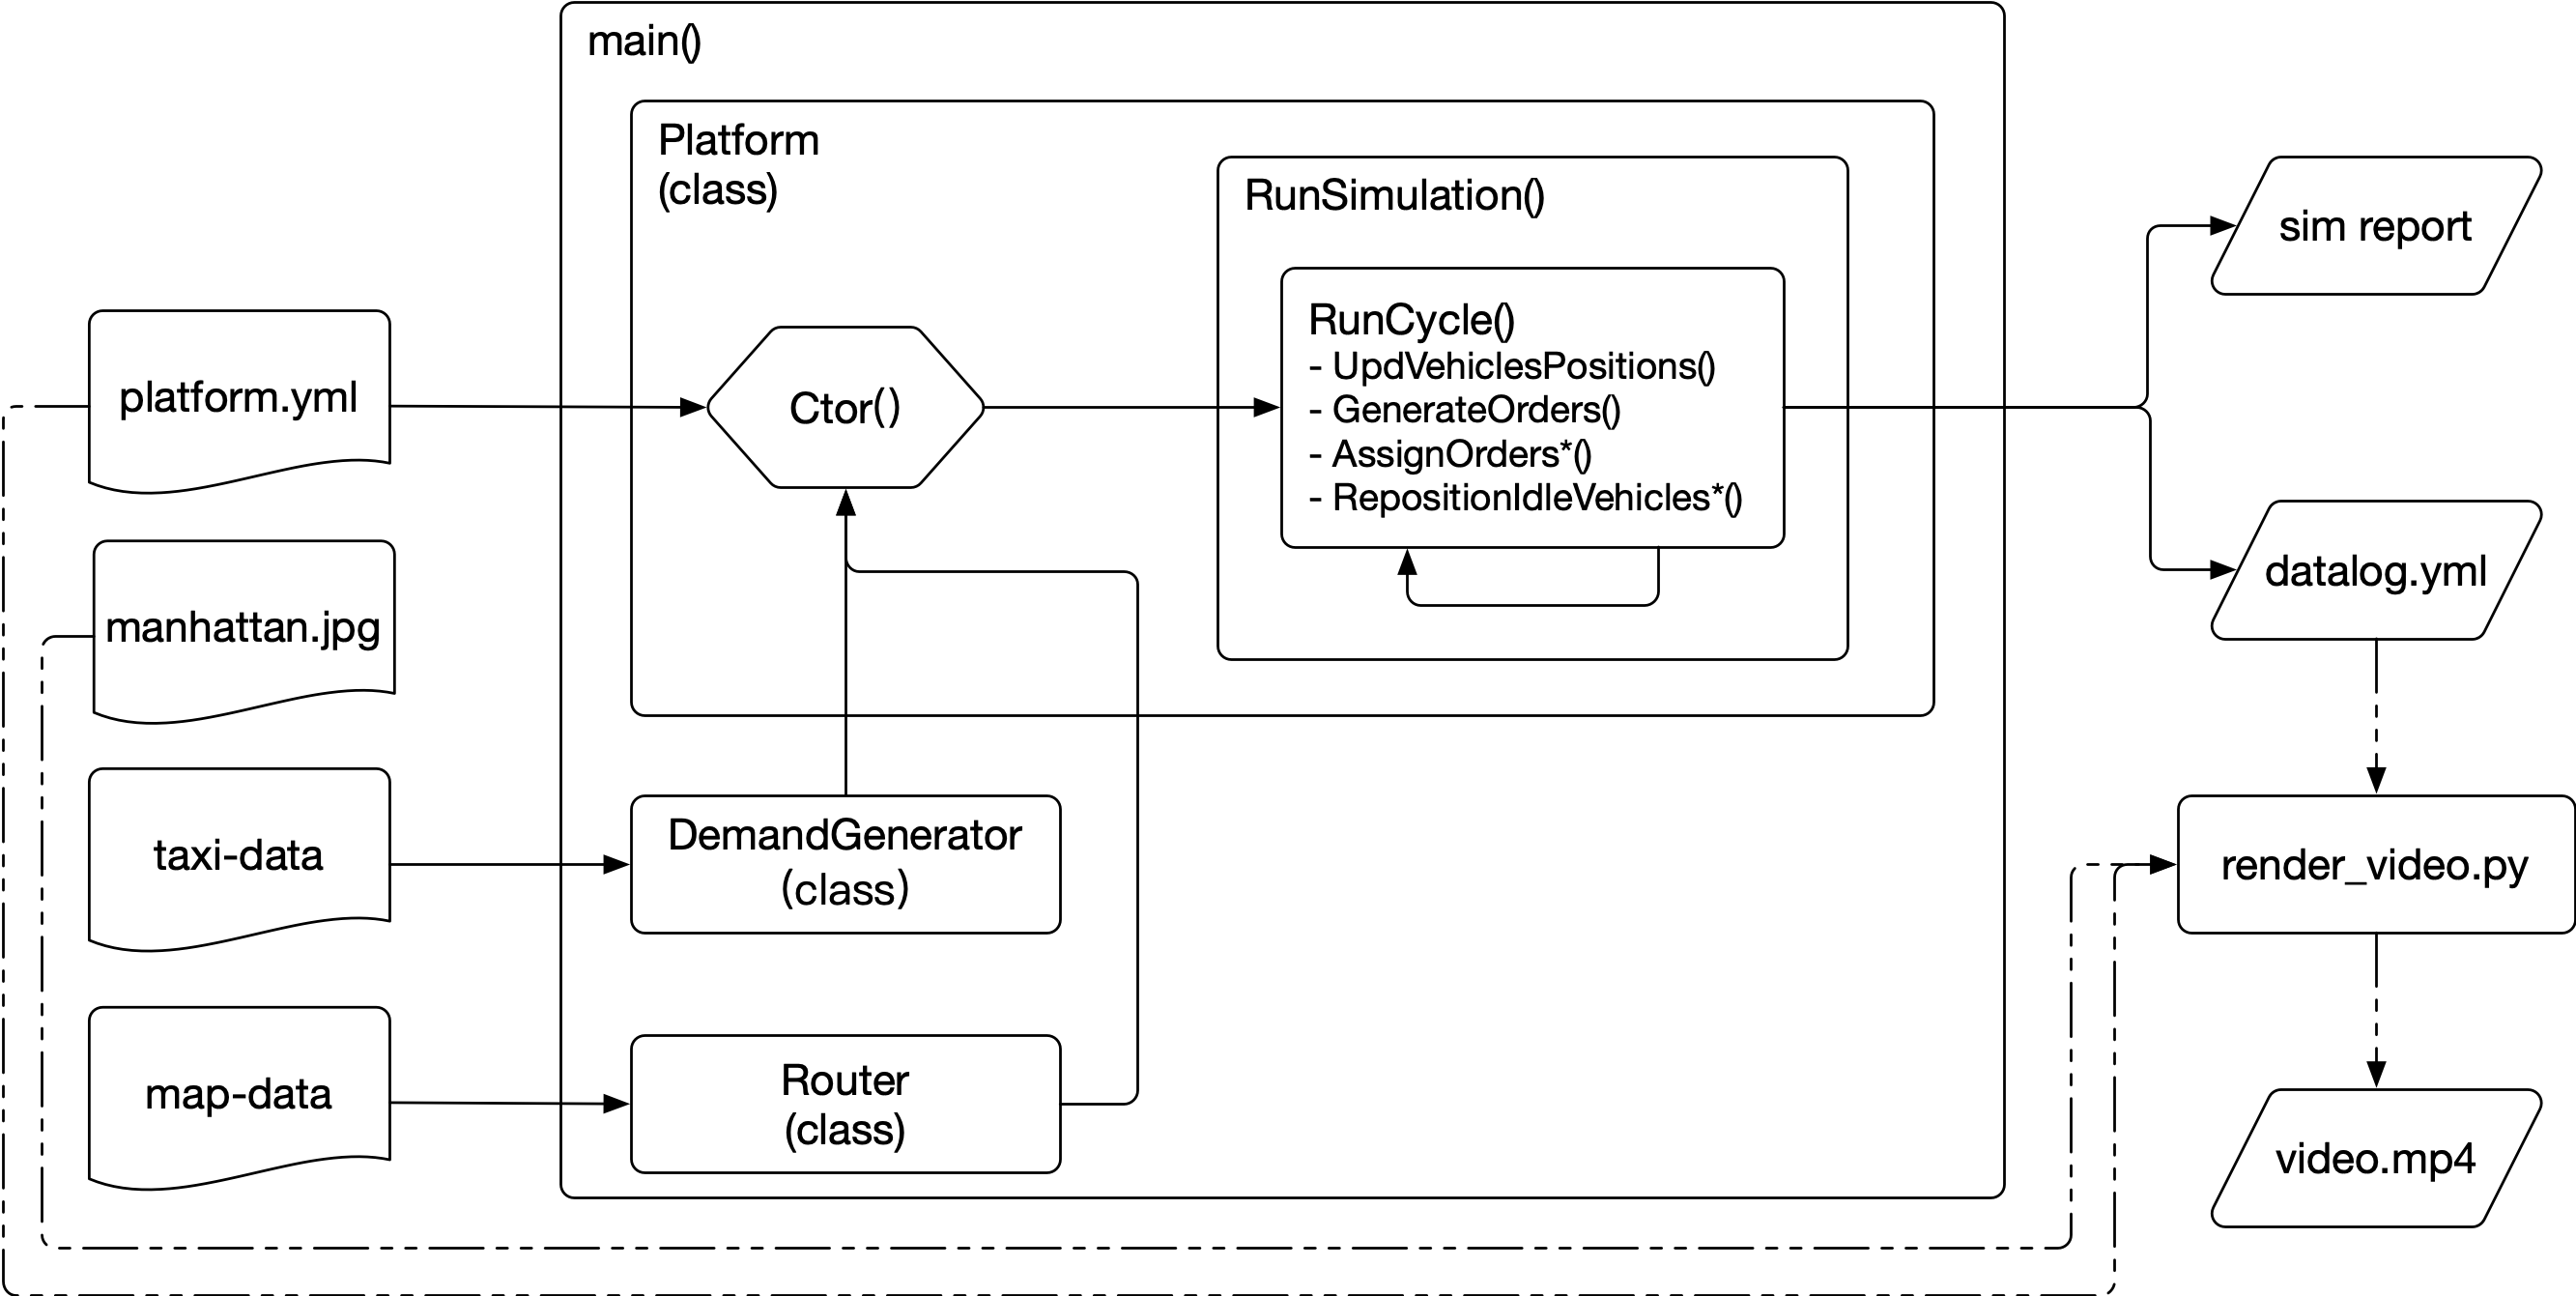 main()
Platform
(class)
RunSimulation()
RunCycle()
- UpdVehiclesPositions()
- GenerateOrders()
- AssignOrders*()
- RepositionIdleVehicles*()
Ctor()
platform.yml
manhattan.jpg
taxi-data
map-data
DemandGenerator
(class)
Router
(class)
sim report
datalog.yml
render_video.py
video.mp4